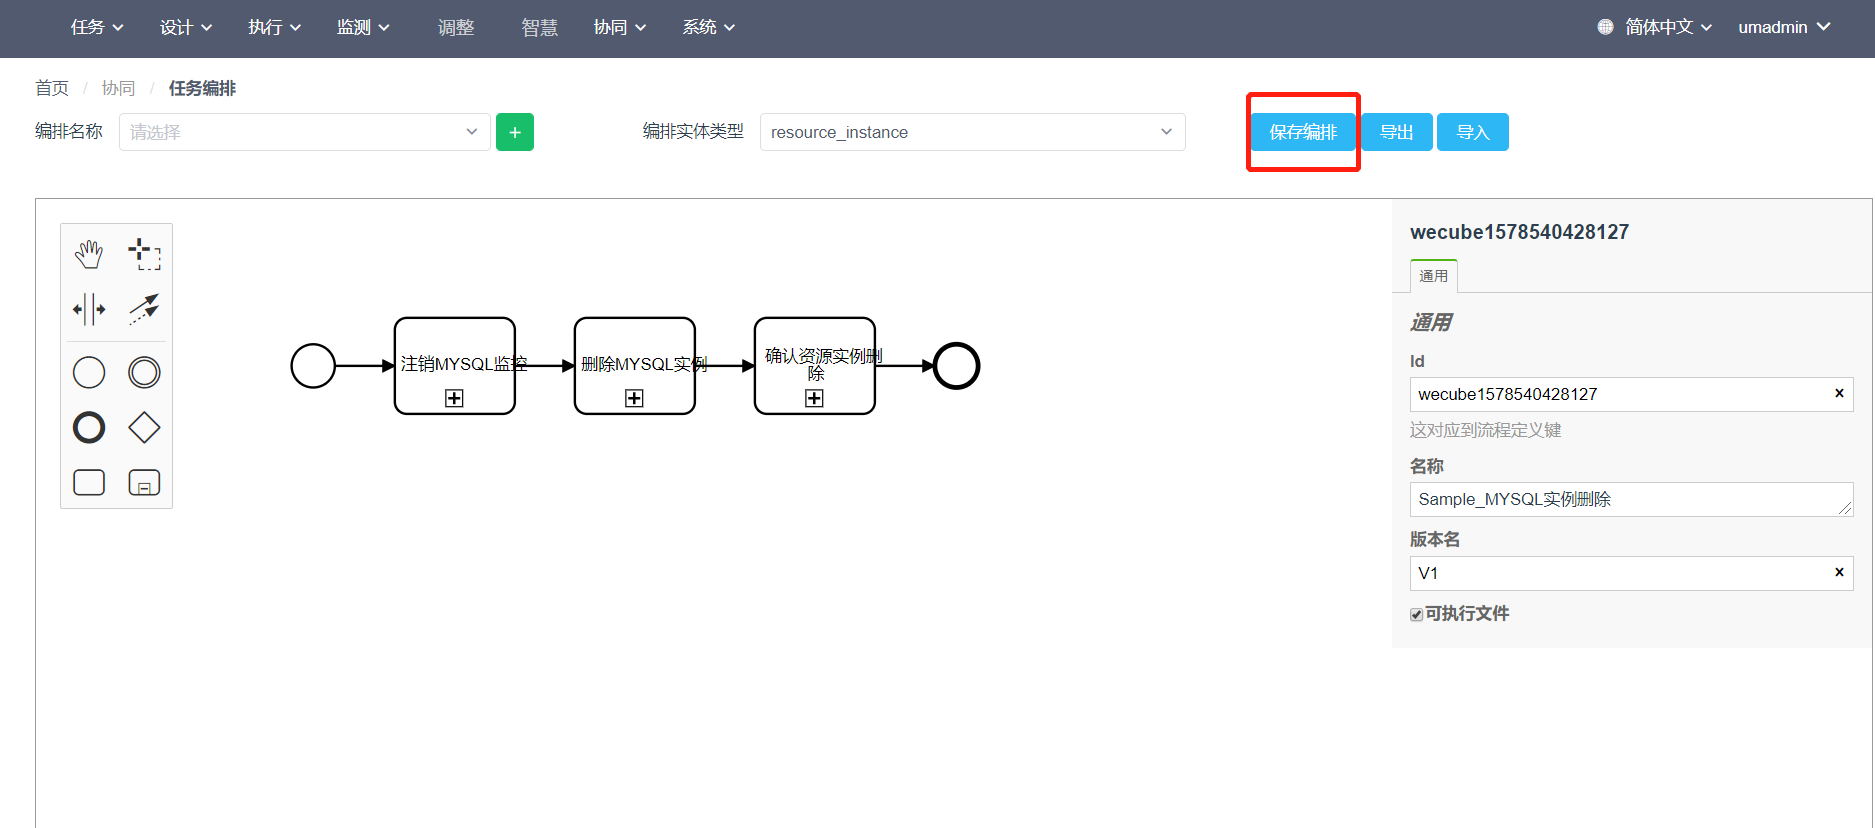 任务 设计 执行 监测 调整 智慧 协同 系统 简体中文 umadmin
首页 / 协同 / 任务编排
编排名称 请选择 + 编排实体类型 resource_instance 保存编排 导出 导入
wecube1578540428127
通用
通用
Id
wecube1578540428127 ×
这对应到流程定义键
名称
Sample_MYSQL实例删除
版本名
V1 ×
可执行文件
注销MYSQL监控
删除MYSQL实例
确认资源实例删
除